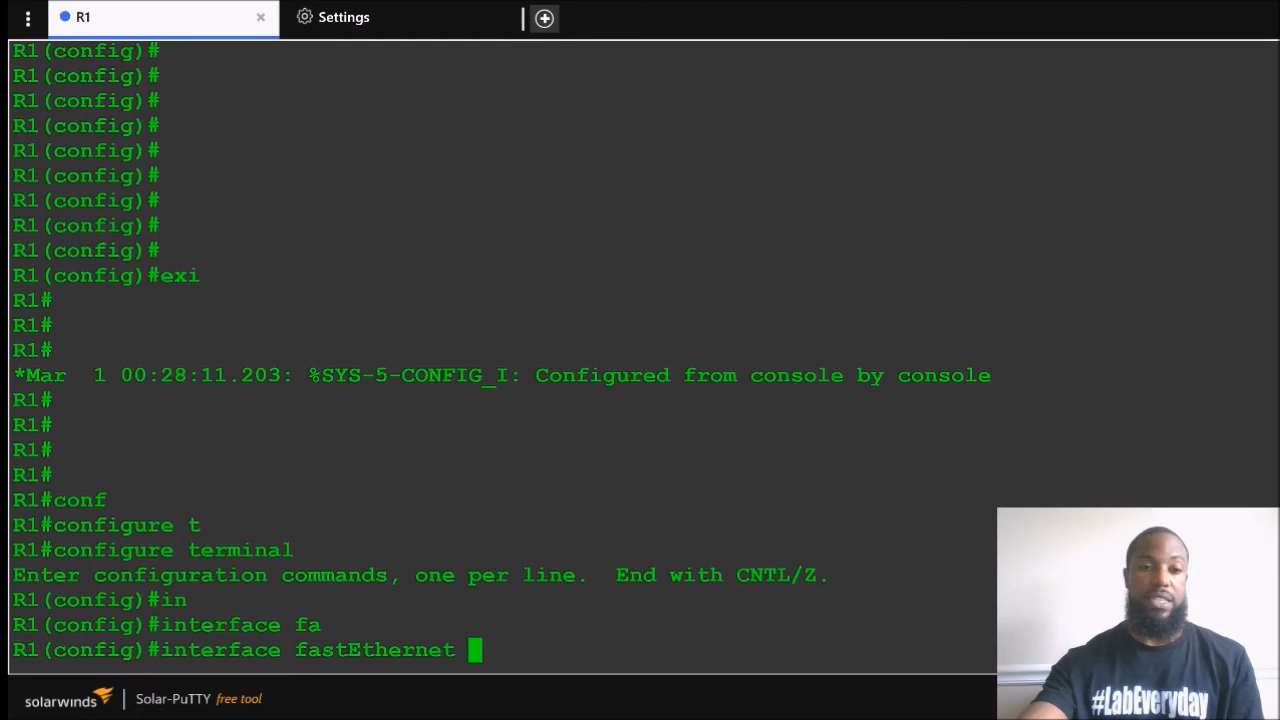 R1
Settings
R1(config)#
R1(config)#
R1(config)#
R1(config)#
R1(config)#
R1(config)#
R1(config)#
R1(config)#
R1(config)#
R1(config)#exi
R1#
R1#
R1#
*Mar  1 00:28:11.203: %SYS-5-CONFIG_I: Configured from console by console
R1#
R1#
R1#
R1#
R1#conf
R1#configure t
R1#configure terminal
Enter configuration commands, one per line.  End with CNTL/Z.
R1(config)#in
R1(config)#interface fa
R1(config)#interface fastEthernet
#LabEveryday
solarwinds | Solar-PuTTY free tool